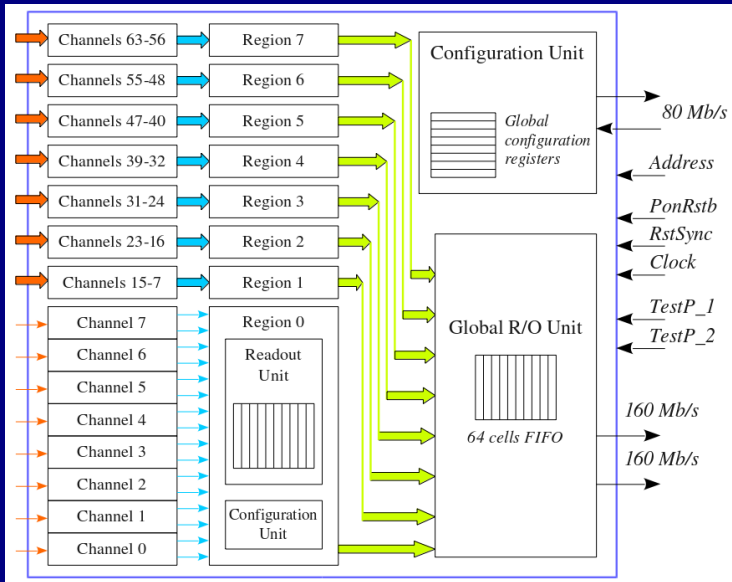 Channels 63-56
Region 7
Channels 55-48
Region 6
Channels 47-40
Region 5
Channels 39-32
Region 4
Channels 31-24
Region 3
Channels 23-16
Region 2
Channels 15-7
Region 1
Channel 7
Channel 6
Channel 5
Channel 4
Channel 3
Channel 2
Channel 1
Channel 0
Region 0
Readout
Unit
Configuration
Unit
Configuration Unit
Global
configuration
registers
Global R/O Unit
64 cells FIFO
80 Mb/s
Address
PonRstb
RstSync
Clock
TestP_1
TestP_2
160 Mb/s
160 Mb/s